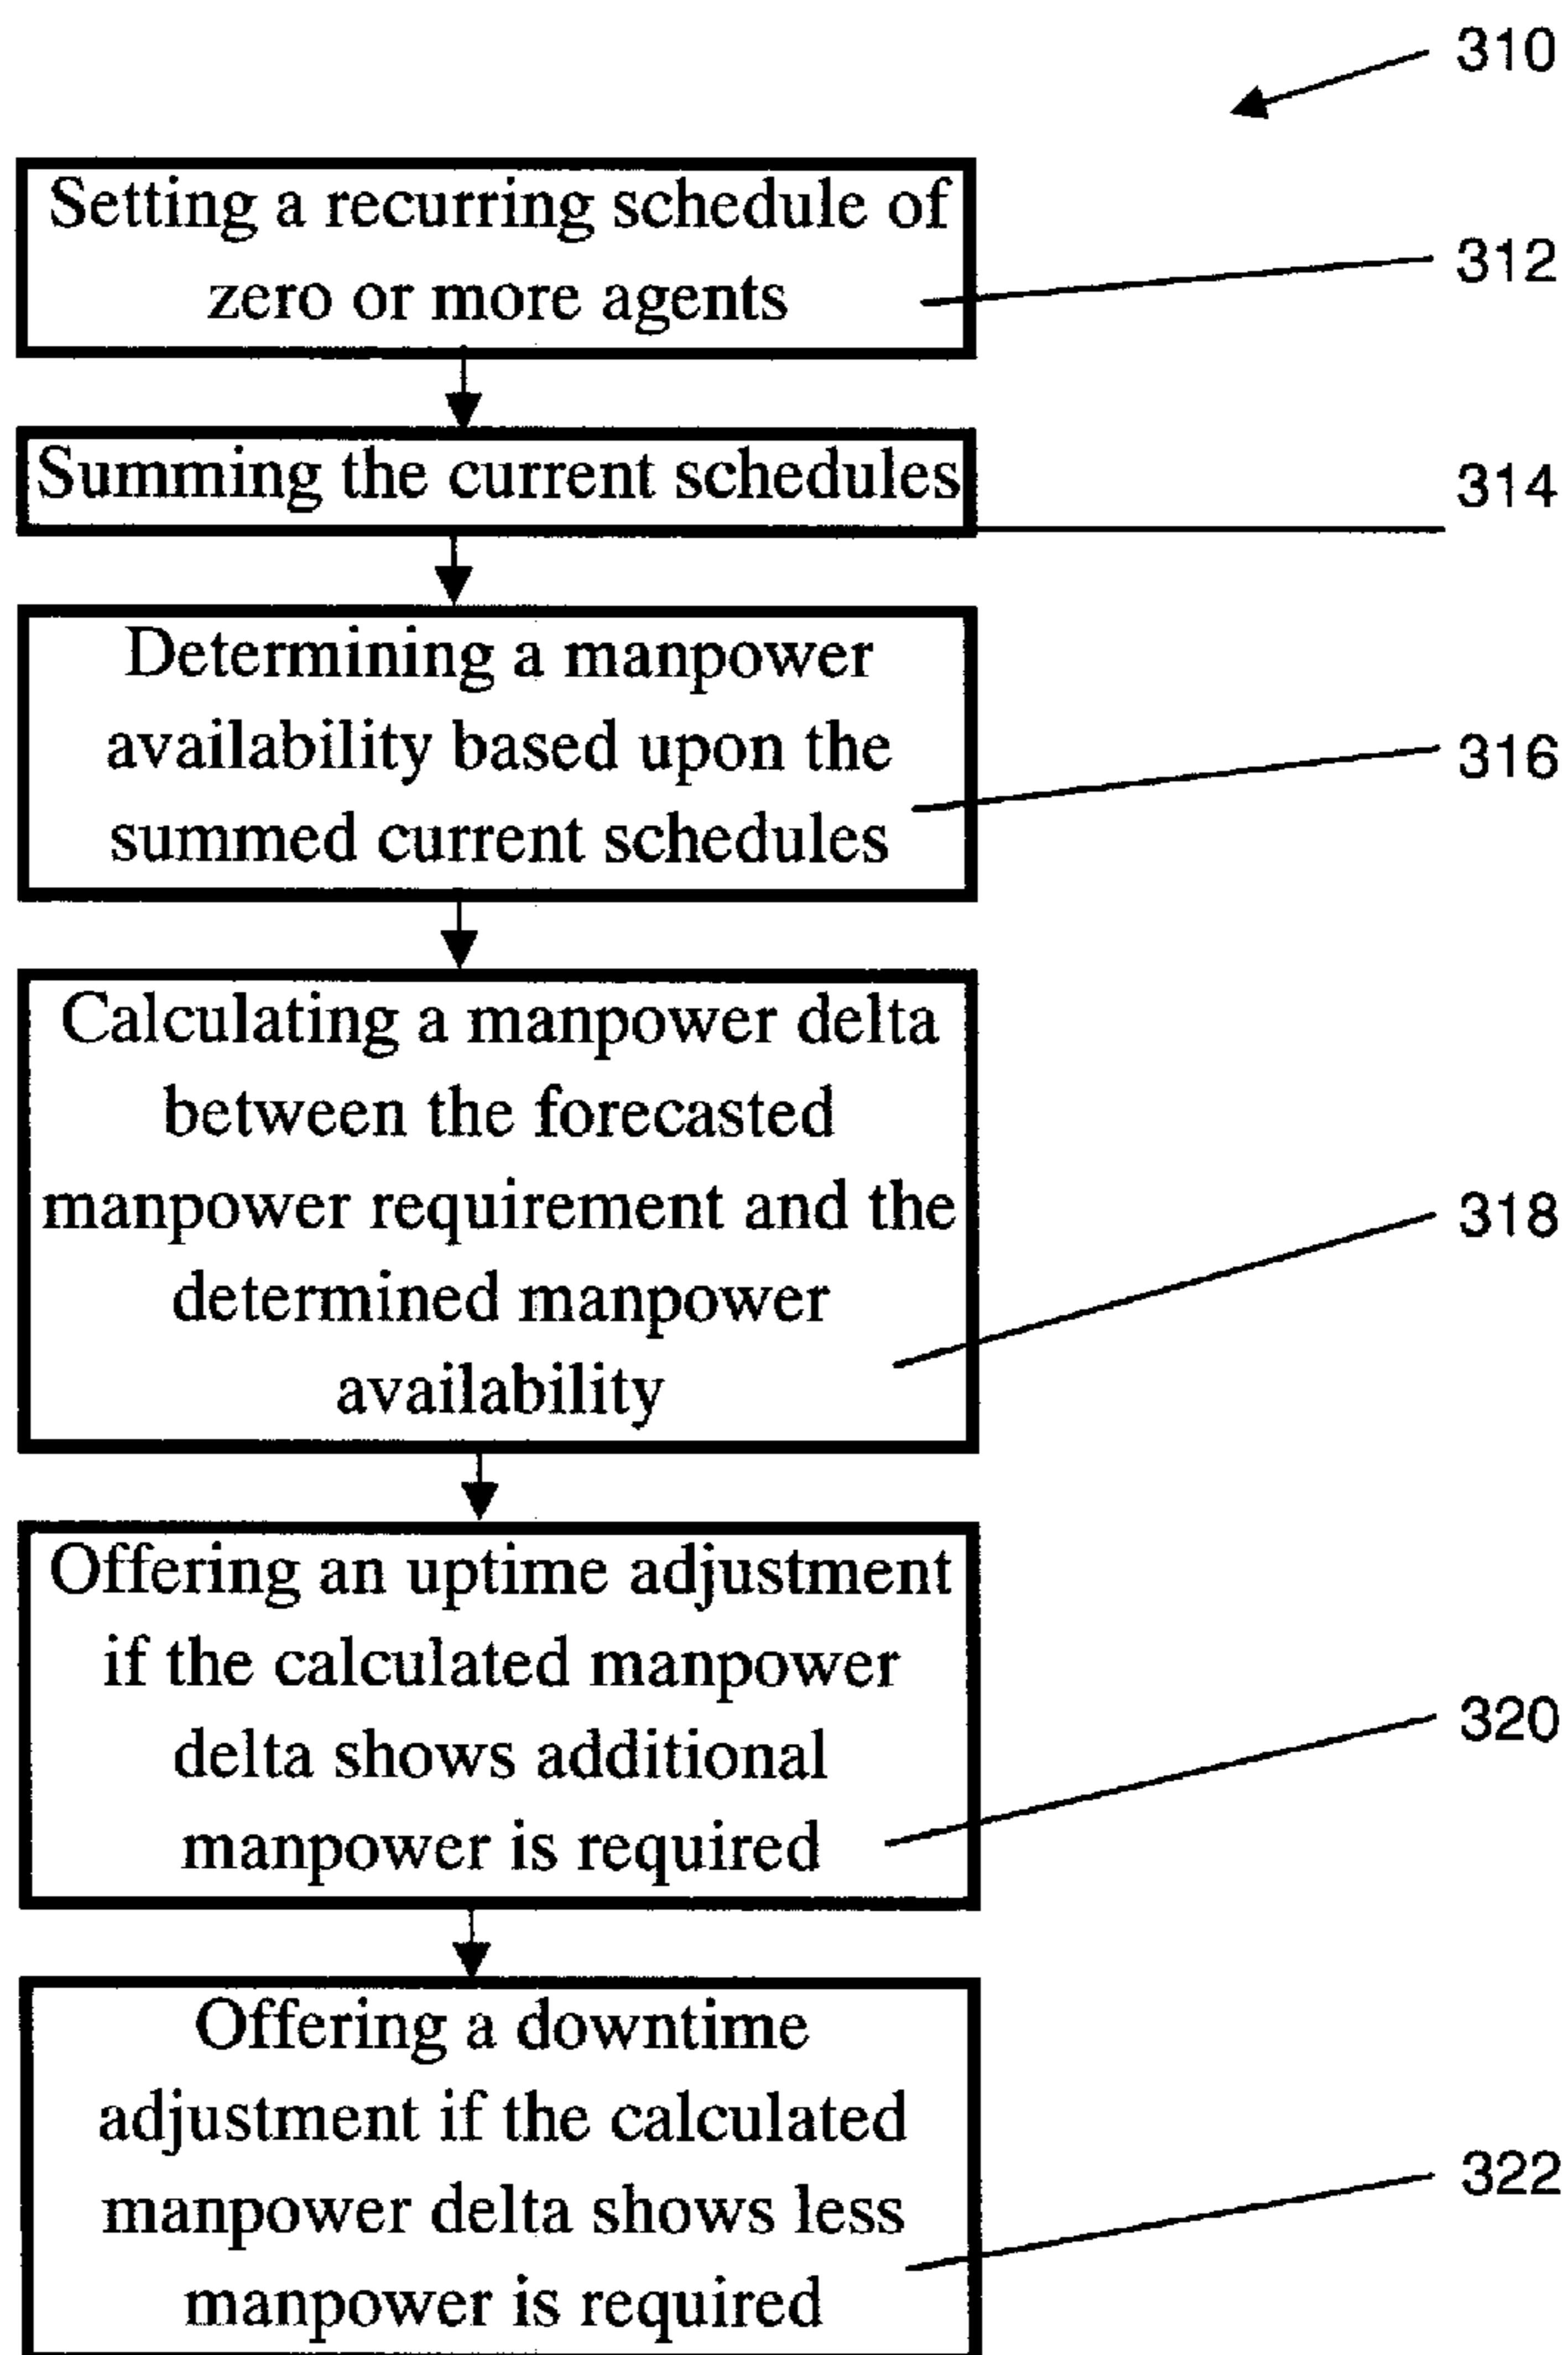 310
Setting a recurring schedule of
zero or more agents
312
Summing the current schedules
314
Determining a manpower
availability based upon the
summed current schedules
316
Calculating a manpower delta
between the forecasted
manpower requirement and the
determined manpower
availability
318
Offering an uptime adjustment
if the calculated manpower
delta shows additional
manpower is required
320
Offering a downtime
adjustment if the calculated
manpower delta shows less
manpower is required
322